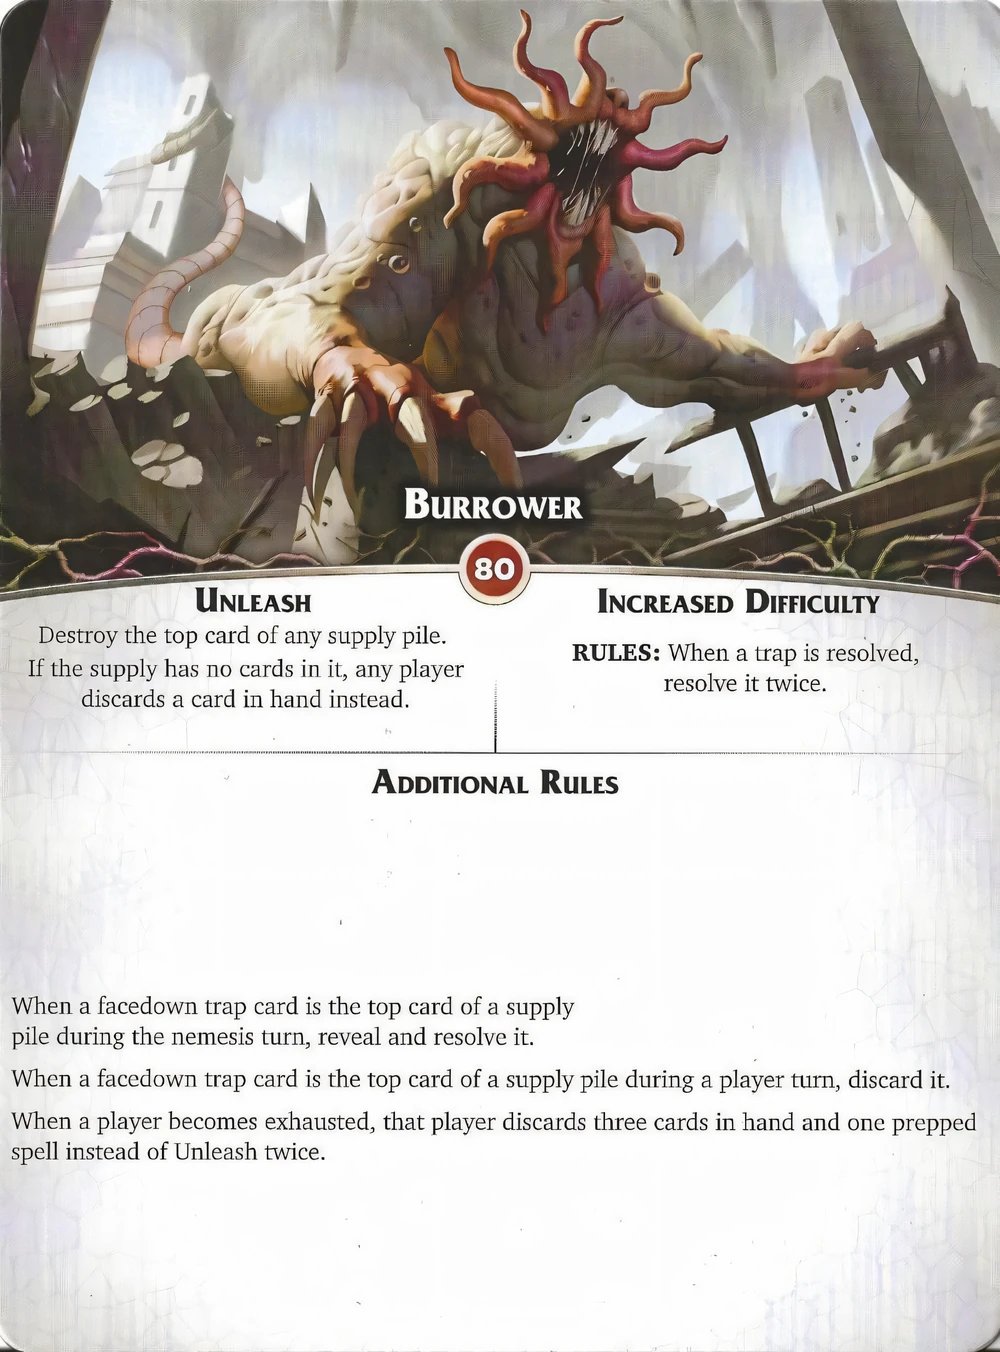 BURROWER
80
UNLEASH
Destroy the top card of any supply pile.
If the supply has no cards in it, any player
discards a card in hand instead.
INCREASED DIFFICULTY
RULES: When a trap is resolved,
resolve it twice.
ADDITIONAL RULES
When a facedown trap card is the top card of a supply
pile during the nemesis turn, reveal and resolve it.
When a facedown trap card is the top card of a supply pile during a player turn, discard it.
When a player becomes exhausted, that player discards three cards in hand and one prepped
spell instead of Unleash twice.